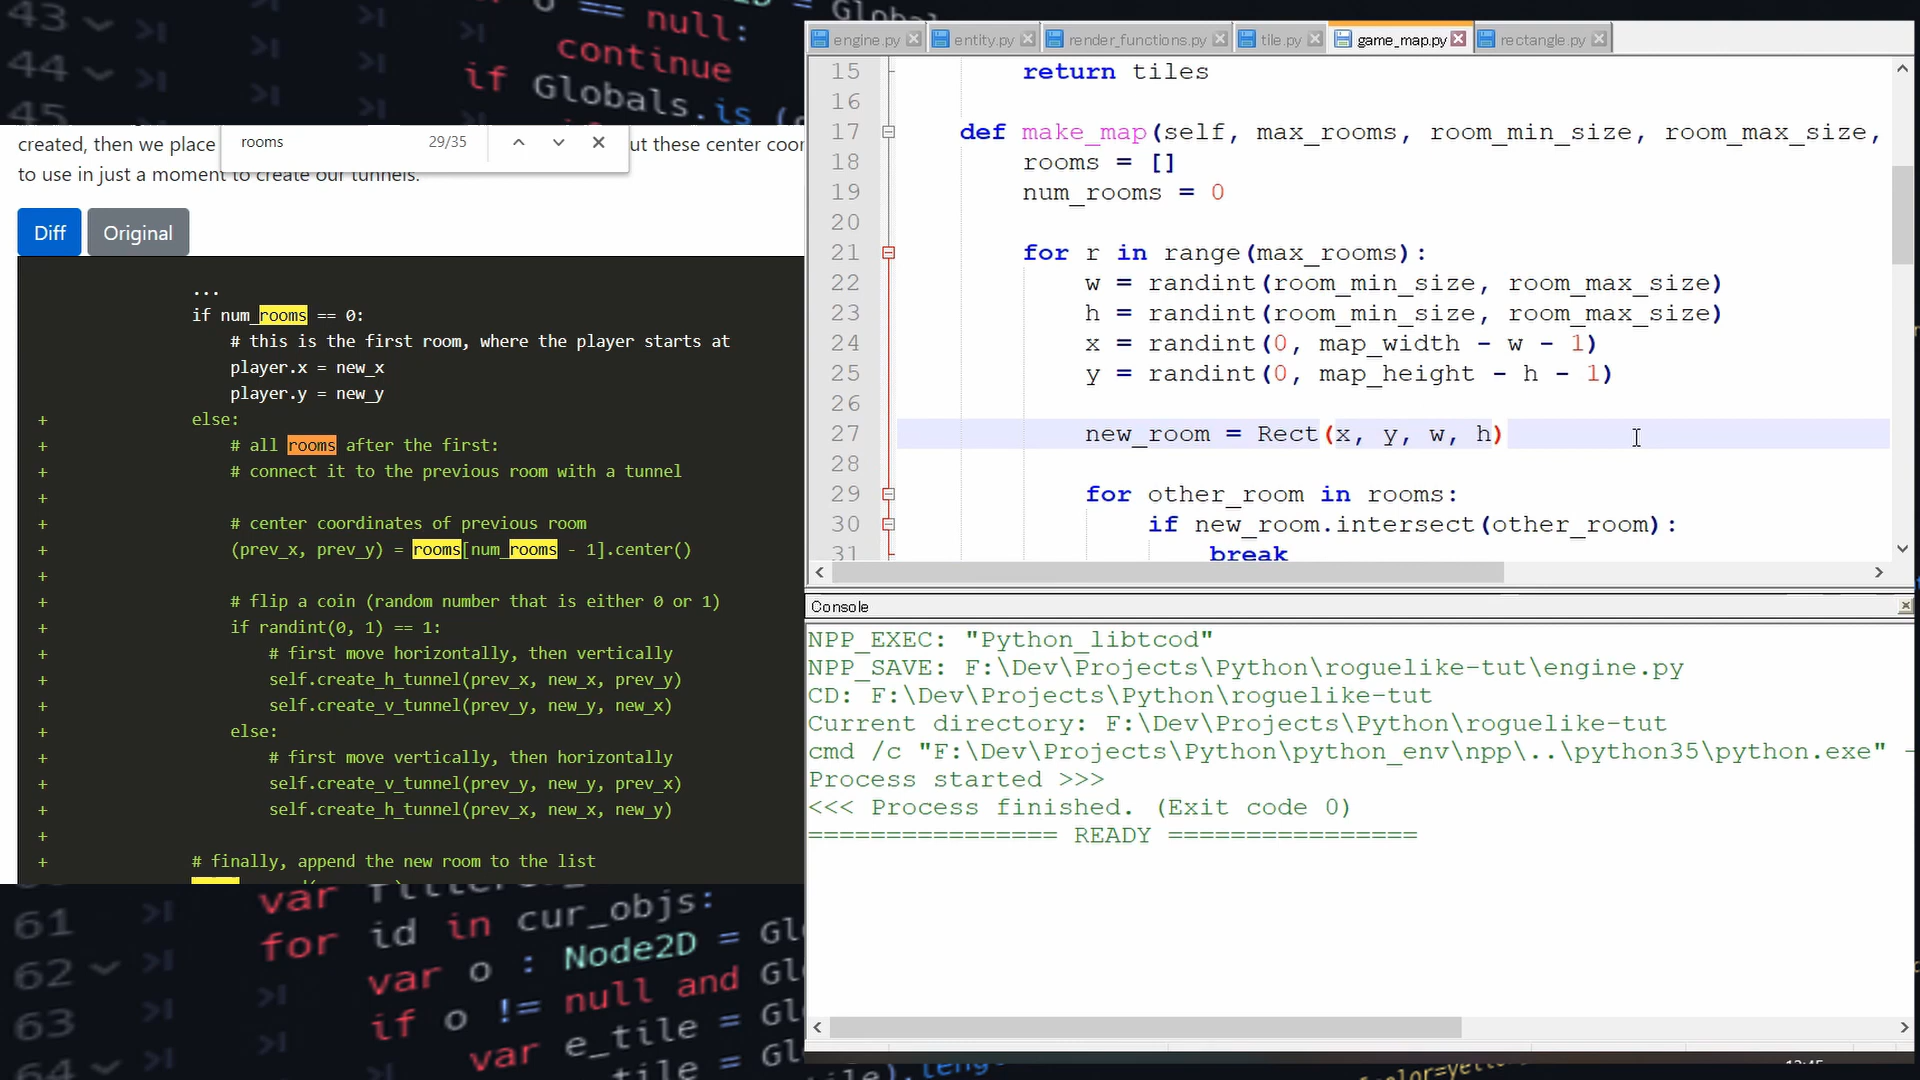 43
== null: Global
44 continue
45 if Globals.is (
created, then we place
rooms 29/35
ut these center coor
to use in just a moment to create our tunnels.
Diff Original
...
if num_rooms == 0:
# this is the first room, where the player starts at
player.x = new_x
player.y = new_y
+ else:
+ # all rooms after the first:
+ # connect it to the previous room with a tunnel
+
+ # center coordinates of previous room
+ (prev_x, prev_y) = rooms[num_rooms - 1].center()
+
+ # flip a coin (random number that is either 0 or 1)
+ if randint(0, 1) == 1:
+ # first move horizontally, then vertically
+ self.create_h_tunnel(prev_x, new_x, prev_y)
+ self.create_v_tunnel(prev_y, new_y, new_x)
+ else:
+ # first move vertically, then horizontally
+ self.create_v_tunnel(prev_y, new_y, prev_x)
+ self.create_h_tunnel(prev_x, new_x, new_y)
+
+ # finally, append the new room to the list
engine.py entity.py render_functions.py tile.py game_map.py rectangle.py
15 return tiles
16
17 def make_map(self, max_rooms, room_min_size, room_max_size,
18 rooms = []
19 num_rooms = 0
20
21 for r in range(max_rooms):
22 w = randint(room_min_size, room_max_size)
23 h = randint(room_min_size, room_max_size)
24 x = randint(0, map_width - w - 1)
25 y = randint(0, map_height - h - 1)
26
27 new_room = Rect(x, y, w, h)
28
29 for other_room in rooms:
30 if new_room.intersect(other_room):
31 break
Console
NPP_EXEC: "Python_libtcod"
NPP_SAVE: F:\Dev\Projects\Python\roguelike-tut\engine.py
CD: F:\Dev\Projects\Python\roguelike-tut
Current directory: F:\Dev\Projects\Python\roguelike-tut
cmd /c "F:\Dev\Projects\Python\python_env\npp\..\python35\python.exe" -
Process started >>>
<<< Process finished. (Exit code 0)
================ READY ================
var
61 for id in cur_objs:
62 var o : Node2D = Gl
63 if o != null and Gl
64 var e_tile = Gl